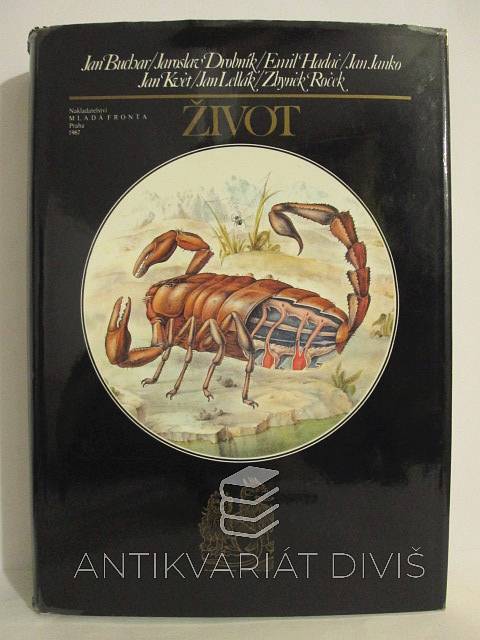 Jan Buchar/Jaroslav Drobník/Emil Hadač/Jan Janko
Jan Květ/Jan Lellák/Zbyněk Roček
Nakladatelství
MLADÁ FRONTA
Praha
1987
ŽIVOT
ANTIKVARIÁT DIVIŠ